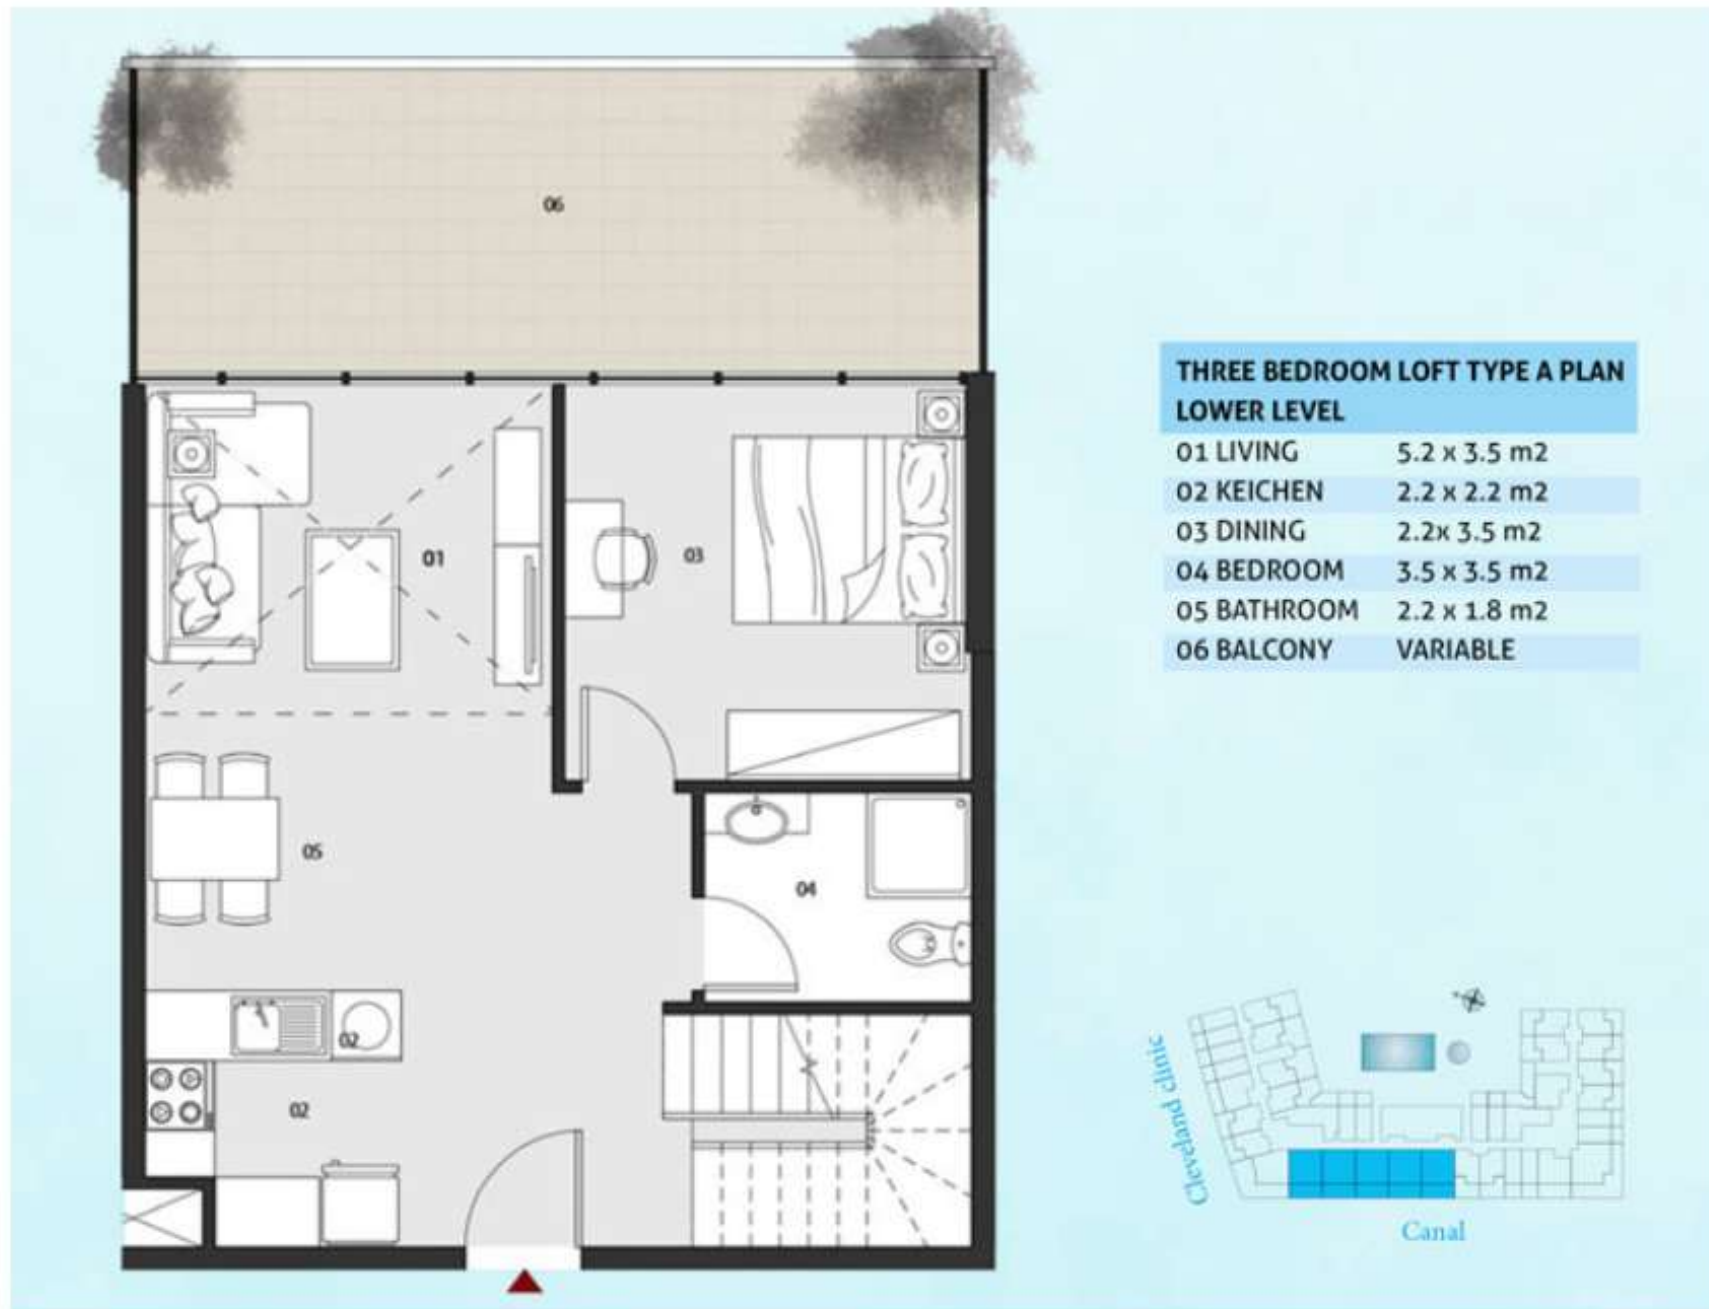 06
01
03
05
04
02
02
THREE BEDROOM LOFT TYPE A PLAN
LOWER LEVEL
01 LIVING 5.2 x 3.5 m2
02 KEICHEN 2.2 x 2.2 m2
03 DINING 2.2x 3.5 m2
04 BEDROOM 3.5 x 3.5 m2
05 BATHROOM 2.2 x 1.8 m2
06 BALCONY VARIABLE
Cleveland clinic
Canal